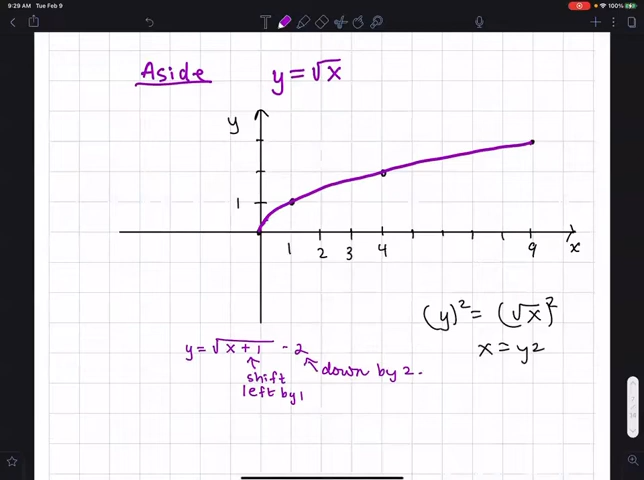 9:29 AM Tue Feb 9
100%
Aside y = √x
y
1
1 2 3 4 9 x
(y)² = (√x)²
x = y2
y = √x + 1 - 2
shift
left by 1
down by 2.